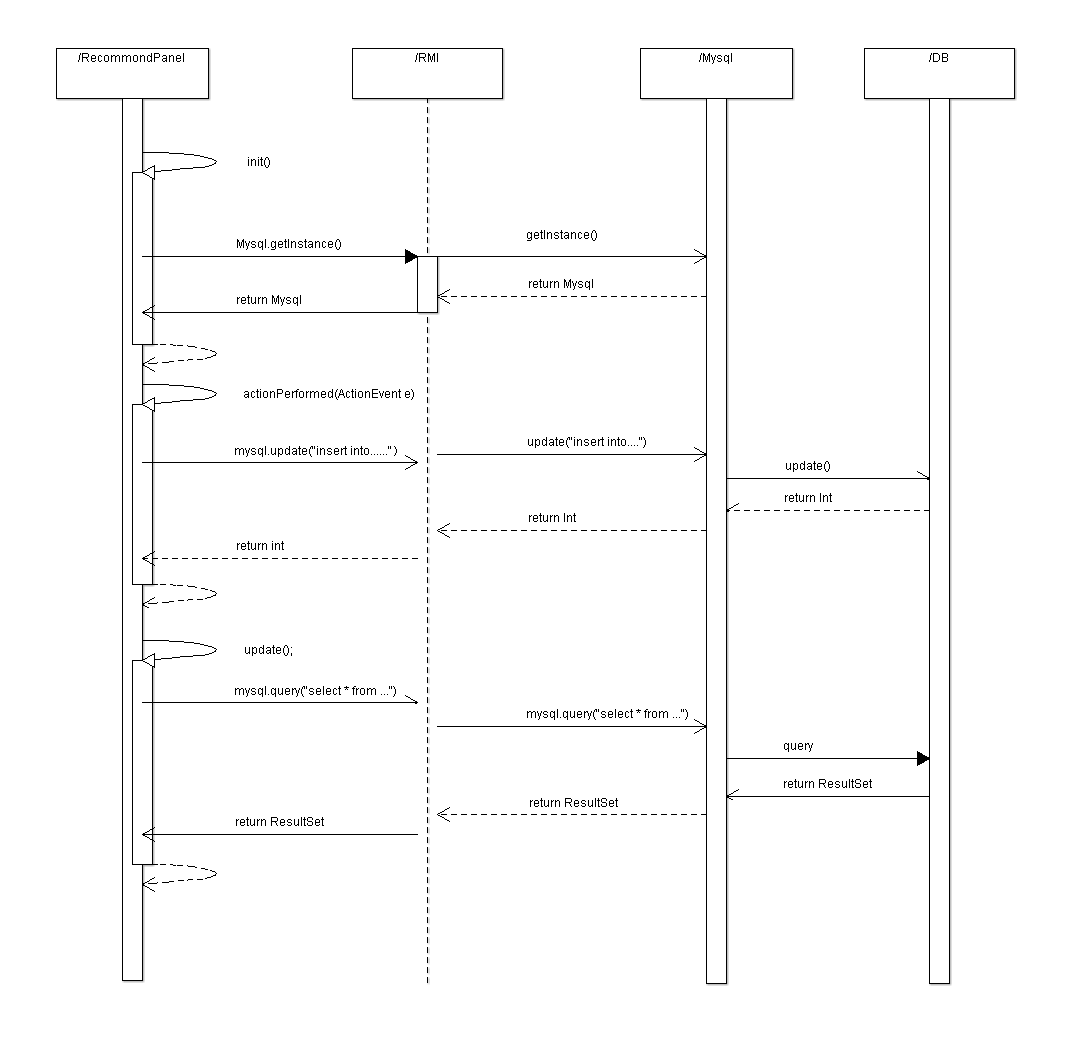 /RecommondPanel
/RMI
/Mysql
/DB
init()
getInstance()
Mysql.getInstance()
return Mysql
return Mysql
actionPerformed(ActionEvent e)
update("insert into....")
mysql.update("insert into......")
update()
return Int
return Int
return int
update();
mysql.query("select * from ...")
mysql.query("select * from ...")
query
return ResultSet
return ResultSet
return ResultSet